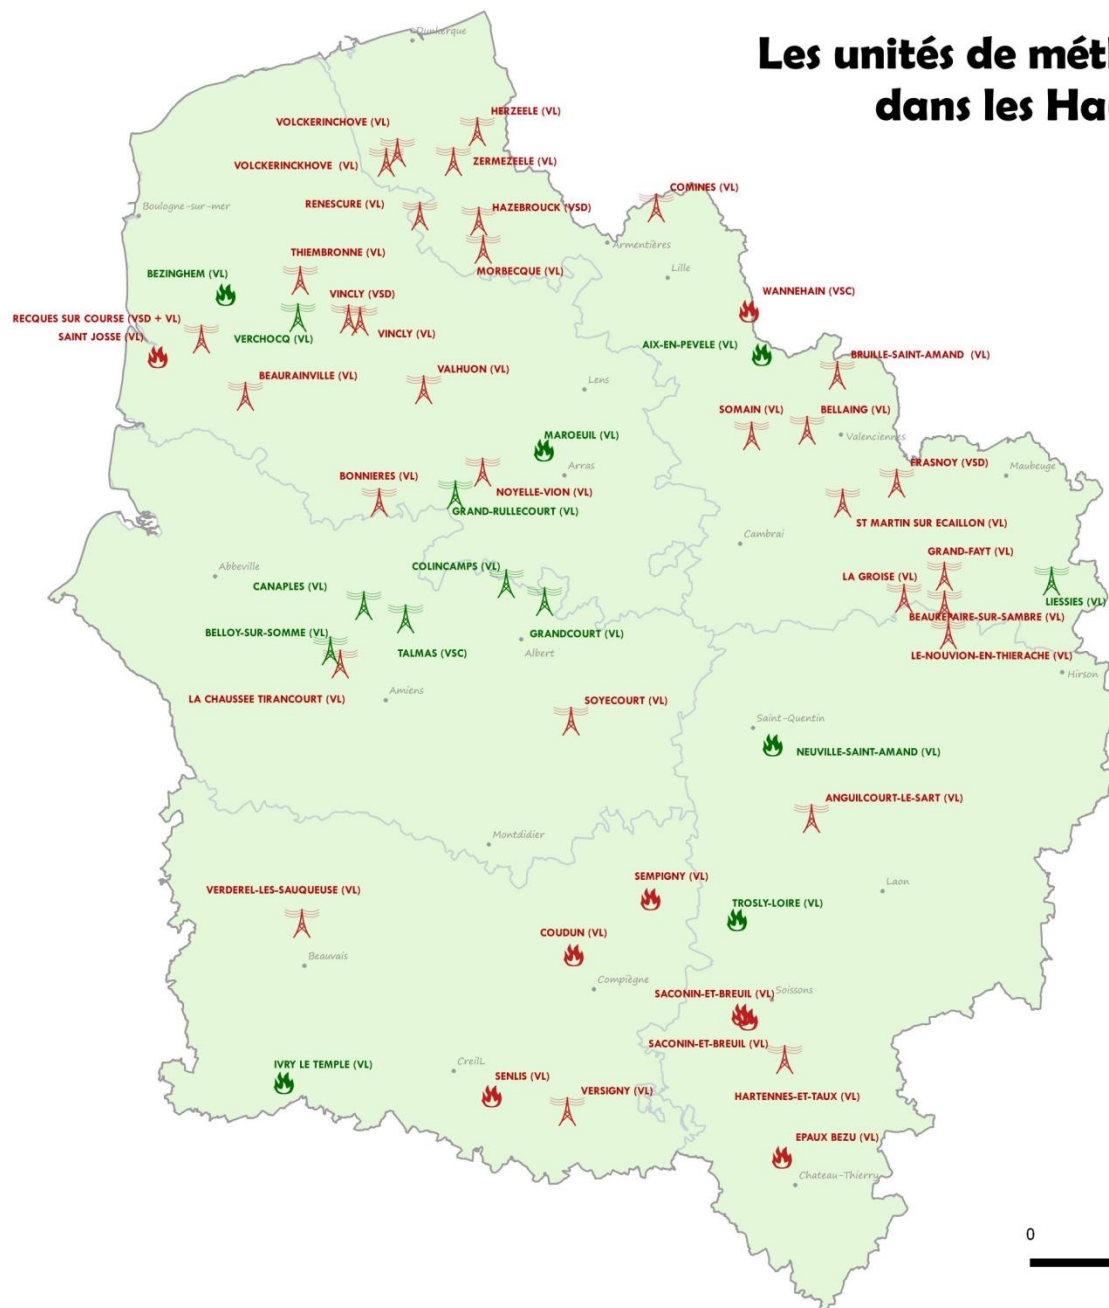 Les unités de mét
dans les Ha
Dunkerque
HERZEELE (VL)
VOLCKERINCHOVE (VL)
VOLCKERINCKHOVE (VL)
ZERMEZEELE (VL)
COMINES (VL)
RENESCURE (VL)
HAZEBROUCK (VSD)
Boulogne-sur-mer
Armentières
THIEMBRONNE (VL)
MORBECQUE (VL)
BEZINGHEM (VL)
Lille
VINCLY (VSD)
WANNEHAIN (VSC)
RECQUES SUR COURSE (VSD + VL)
SAINT JOSSE (VL)
VERCHOCQ (VL)
VINCLY (VL)
AIX-EN-PEVELE (VL)
BRUILLE-SAINT-AMAND (VL)
BEAURAINVILLE (VL)
VALHUON (VL)
Lens
SOMAIN (VL)
BELLAING (VL)
MAROEUIL (VL)
Valenciennes
ERASNOY (VSD)
Maubeuge
BONNIERES (VL)
Arras
NOYELLE-VION (VL)
GRAND-RULLECOURT (VL)
ST MARTIN SUR ECAILLON (VL)
Cambrai
GRAND-FAYT (VL)
COLINCAMPS (VL)
Abbeville
CANAPLES (VL)
LA GROISE (VL)
LIESSIES (VL)
BEAUREPAIRE-SUR-SAMBRE (VL)
BELLOY-SUR-SOMME (VL)
GRANDCOURT (VL)
TALMAS (VSC)
Albert
LE-NOUVION-EN-THIERACHE (VL)
Hirson
LA CHAUSSEE TIRANCOURT (VL)
Amiens
SOYECOURT (VL)
Saint-Quentin
NEUVILLE-SAINT-AMAND (VL)
ANGUILCOURT-LE-SART (VL)
Montdidier
SEMPIGNY (VL)
VERDEREL-LES-SAUQUEUSE (VL)
Laon
TROSLY-LOIRE (VL)
COUDUN (VL)
Beauvais
Compiègne
SACONIN-ET-BREUIL (VL)
Soissons
SACONIN-ET-BREUIL (VL)
IVRY LE TEMPLE (VL)
CreilL
SENLIS (VL)
VERSIGNY (VL)
HARTENNES-ET-TAUX (VL)
EPAUX BEZU (VL)
Chateau-Thierry
0